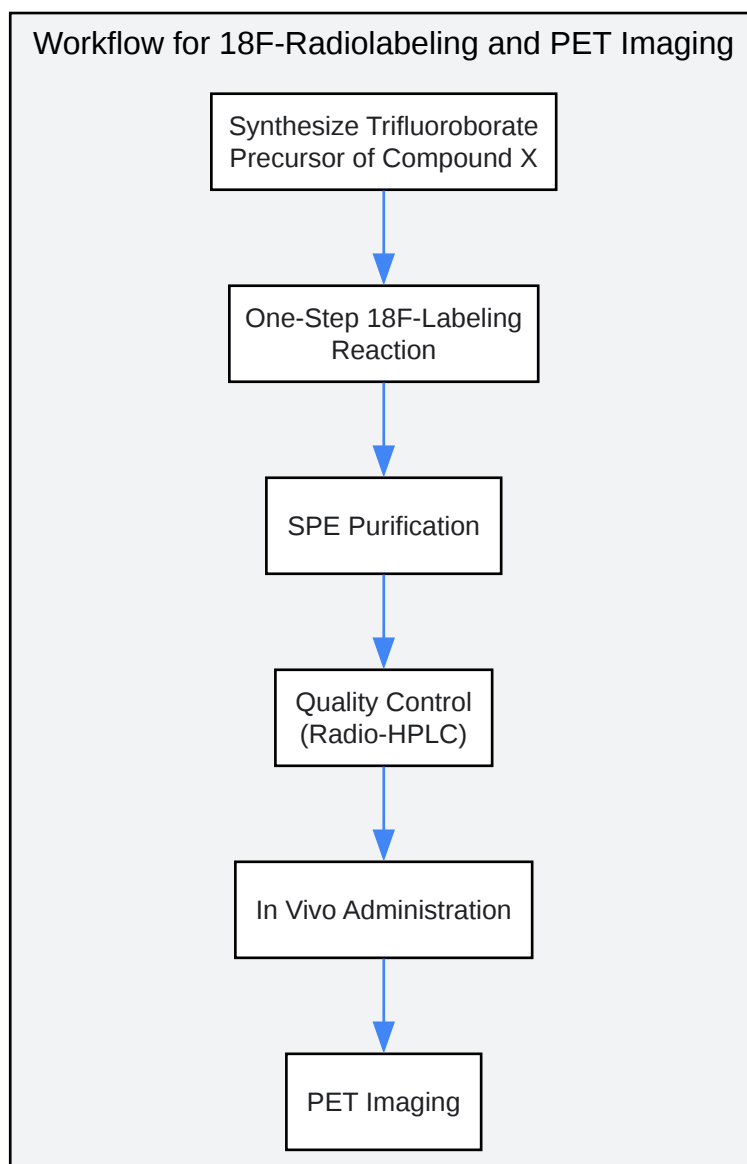 Workflow for 18F-Radiolabeling and PET Imaging
Synthesize Trifluoroborate
Precursor of Compound X
One-Step 18F-Labeling
Reaction
SPE Purification
Quality Control
(Radio-HPLC)
In Vivo Administration
PET Imaging